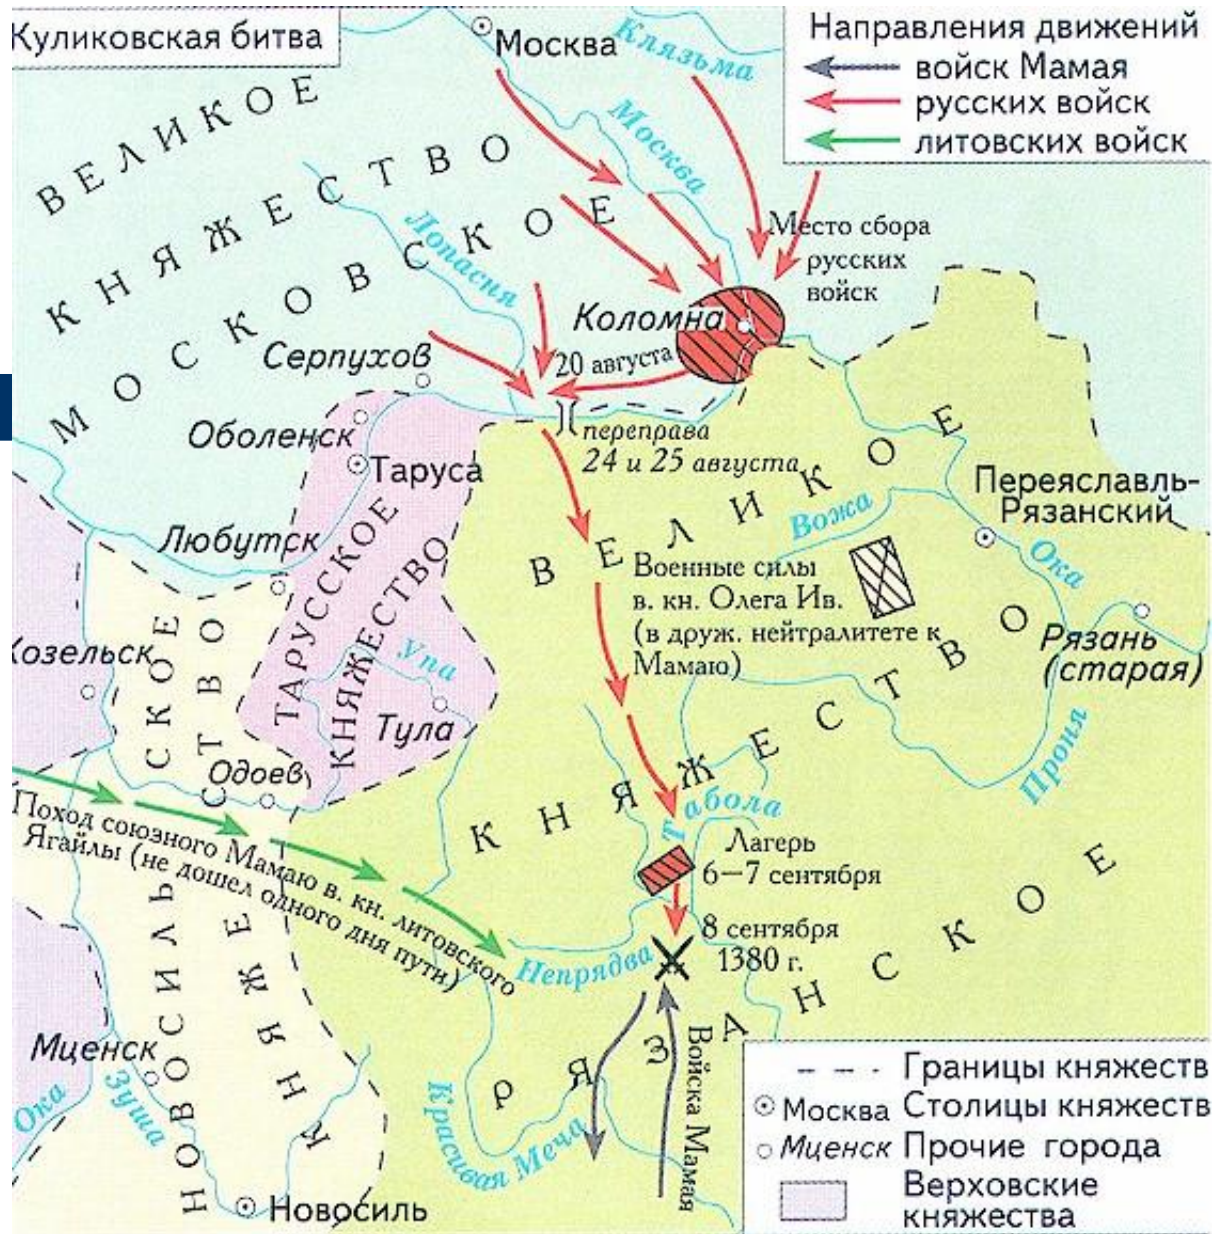 Куликовская битва
Направления движений
войск Мамая
русских войск
литовских войск
Москва
Клязьма
Москва
ВЕЛИКОЕ
КНЯЖЕСТВО
МОСКОВСКОЕ
Лопасня
Место сбора
русских
войск
Коломна
20 августа
Серпухов
Оболенск
Таруса
переправа
24 и 25 августа
Любутск
ТАРУССКОЕ
КНЯЖЕСТВО
ВЕЛИКОЕ
КНЯЖЕСТВО
РЯЗАНСКОЕ
Вожа
Переяславль-
Рязанский
Ока
Военные силы
в. кн. Олега Ив.
(в друж. нейтралитете к
Мамаю)
Рязань
(старая)
Проня
Козельск
Упа
Тула
Одоев
НОВОСИЛЬСКОЕ
КНЯЖЕСТВО
Поход союзного Мамаю в. кн. литовского
Ягайлы (не дошел одного дня пути)
Табола
Лагерь
6–7 сентября
8 сентября
1380 г.
Непрядва
Войска Мамая
Красивая Меча
Мценск
Ока
Зуша
Новосиль
Границы княжеств
Москва Столицы княжеств
Мценск Прочие города
Верховские
княжества